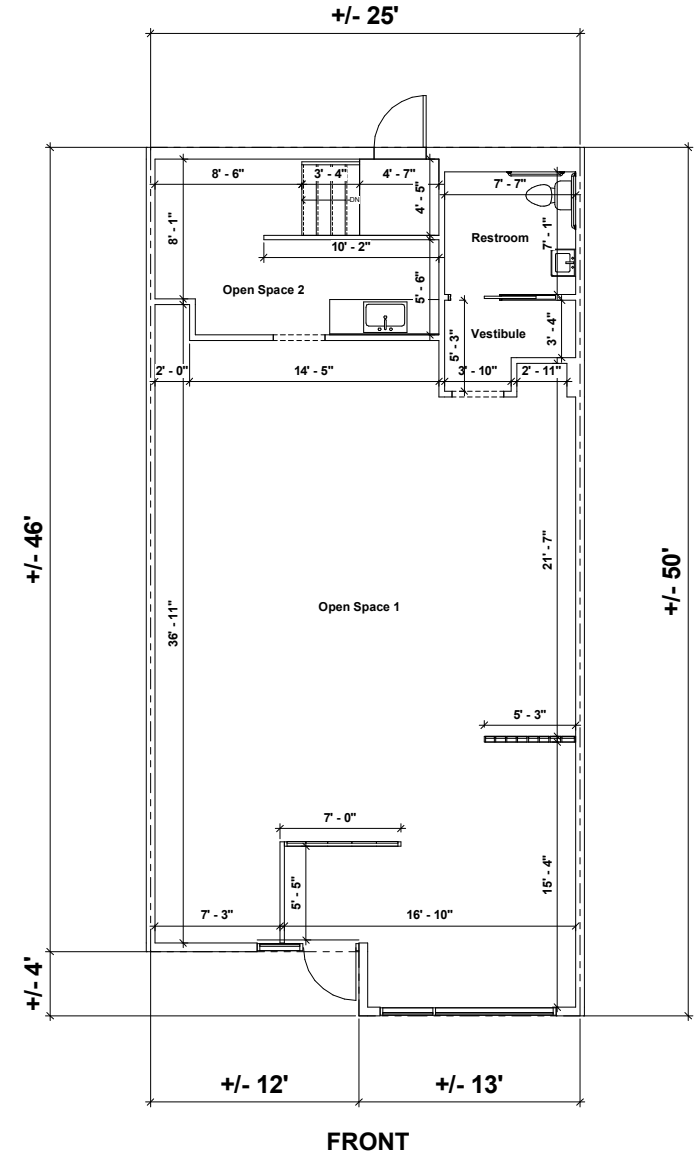 +/- 25'
8' - 6"
3' - 4"
4' - 7"
7' - 7"
DN
4' - 5"
8' - 1"
7' - 1"
Restroom
10' - 2"
Open Space 2
5' - 6"
Vestibule
3' - 4"
5' - 3"
2' - 0"
14' - 5"
3' - 10"
2' - 11"
21' - 7"
+/- 46'
+/- 50'
Open Space 1
36' - 11"
5' - 3"
7' - 0"
5' - 5"
15' - 4"
7' - 3"
16' - 10"
+/- 4'
+/- 12'
+/- 13'
FRONT